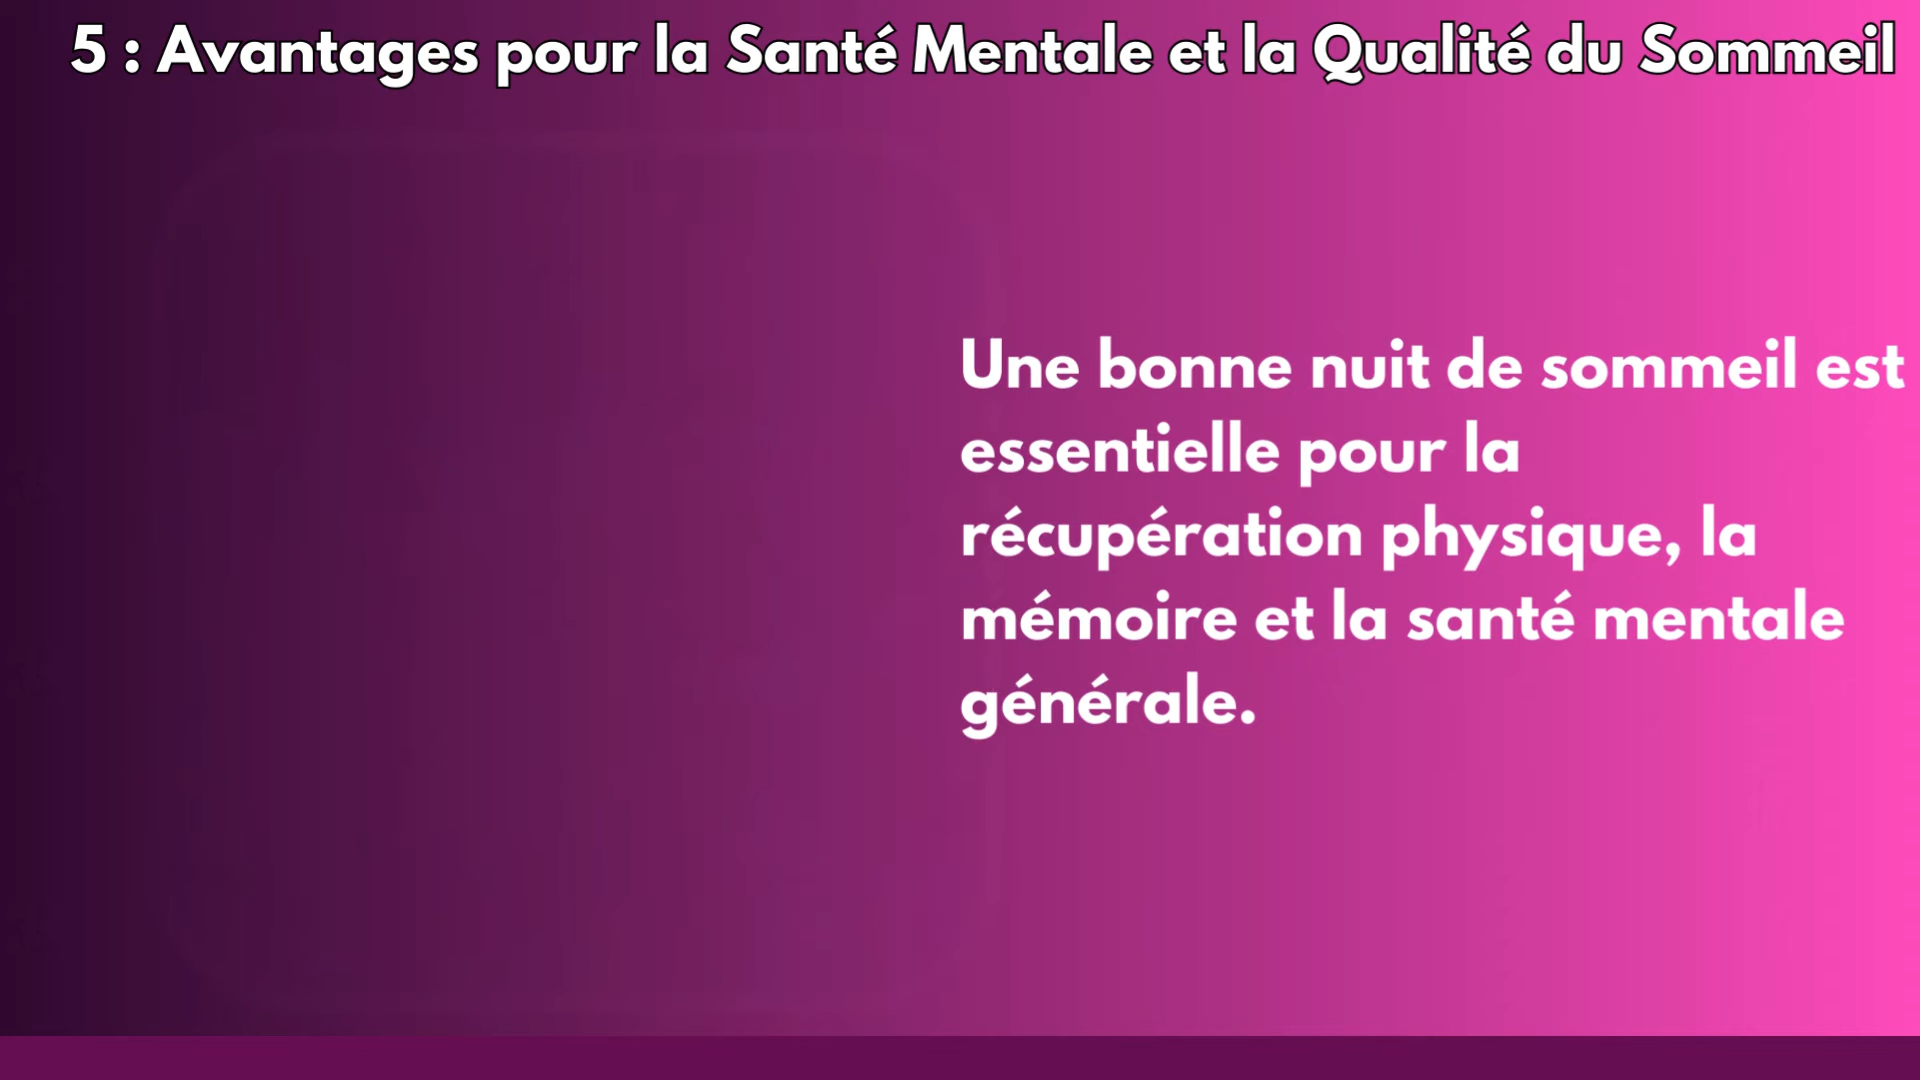 5 : Avantages pour la Santé Mentale et la Qualité du Sommeil
Une bonne nuit de sommeil est
essentielle pour la
récupération physique, la
mémoire et la santé mentale
générale.